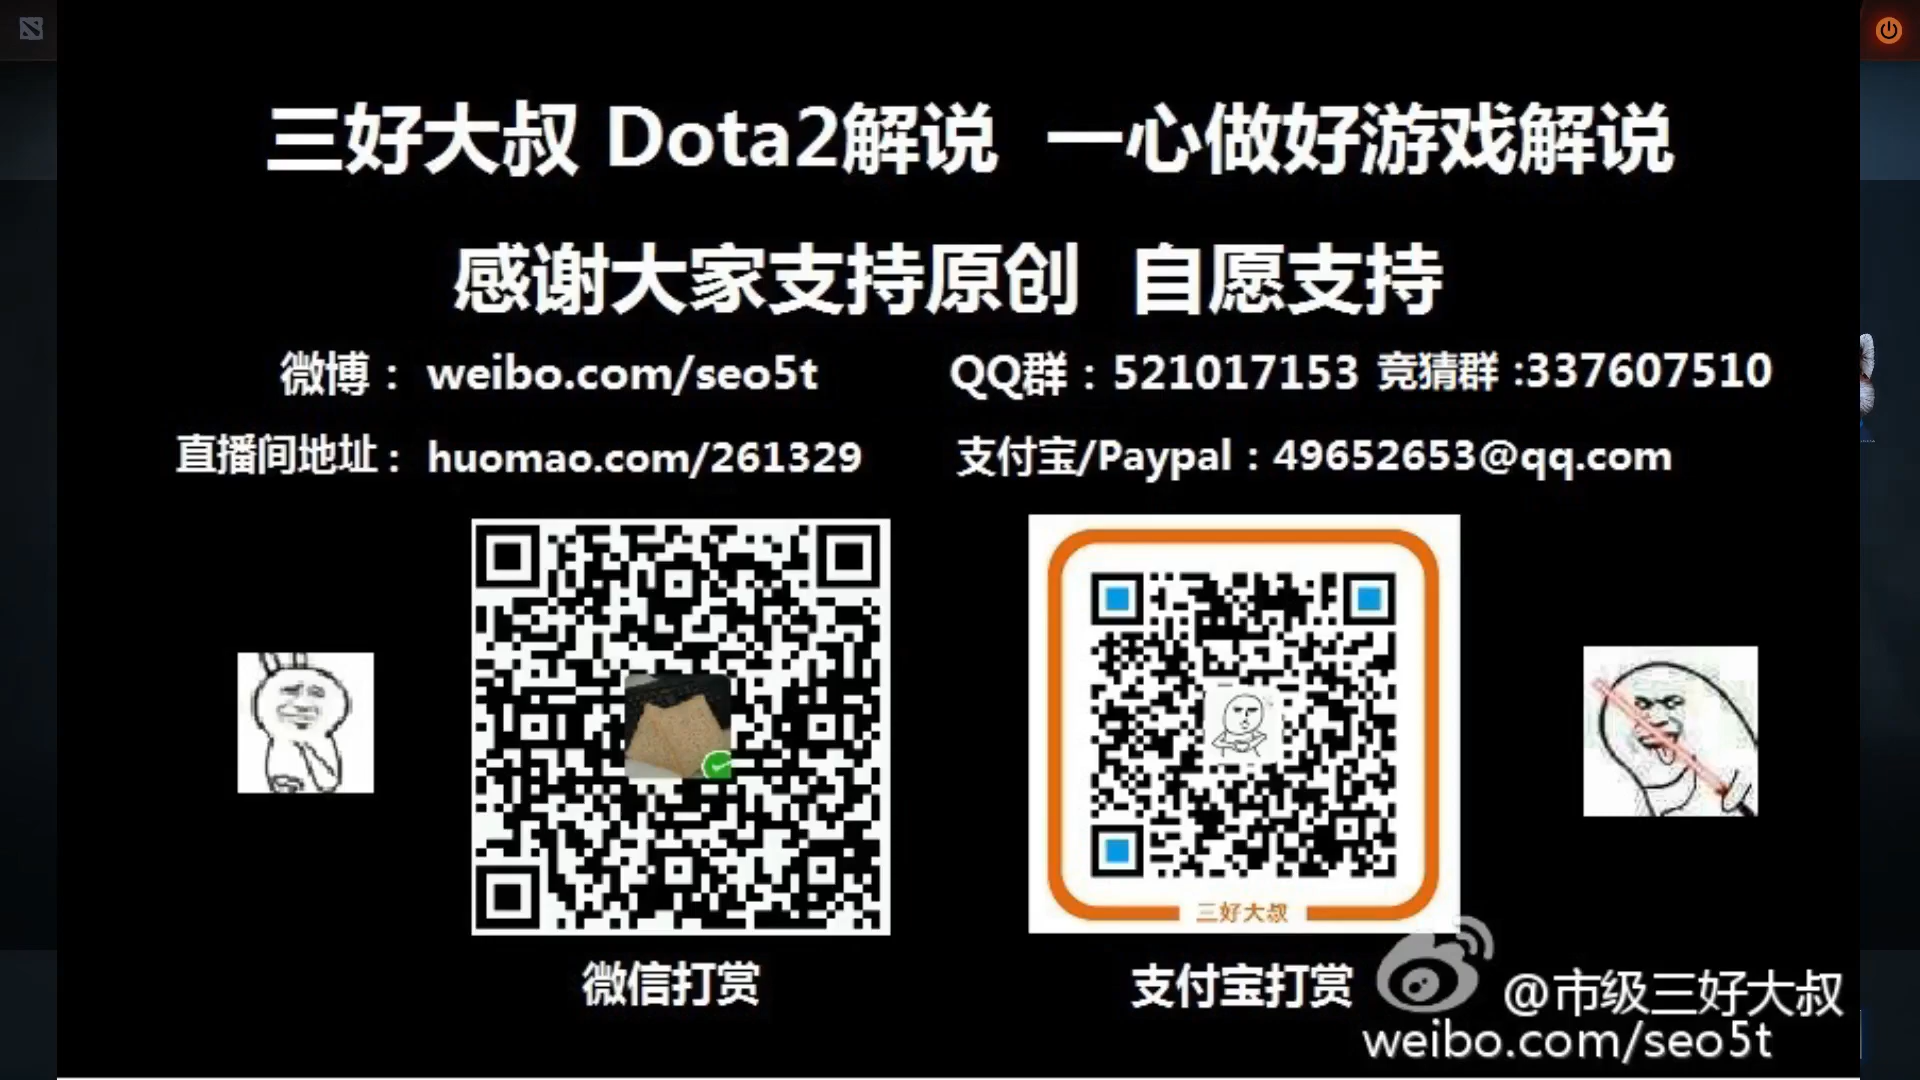 三好大叔 Dota2解说 一心做好游戏解说
感谢大家支持原创 自愿支持
微博： weibo.com/seo5t
QQ群：521017153 竞猜群 :337607510
直播间地址： huomao.com/261329
支付宝/Paypal：49652653@qq.com
三好大叔
微信打赏
支付宝打赏
@市级三好大叔
weibo.com/seo5t